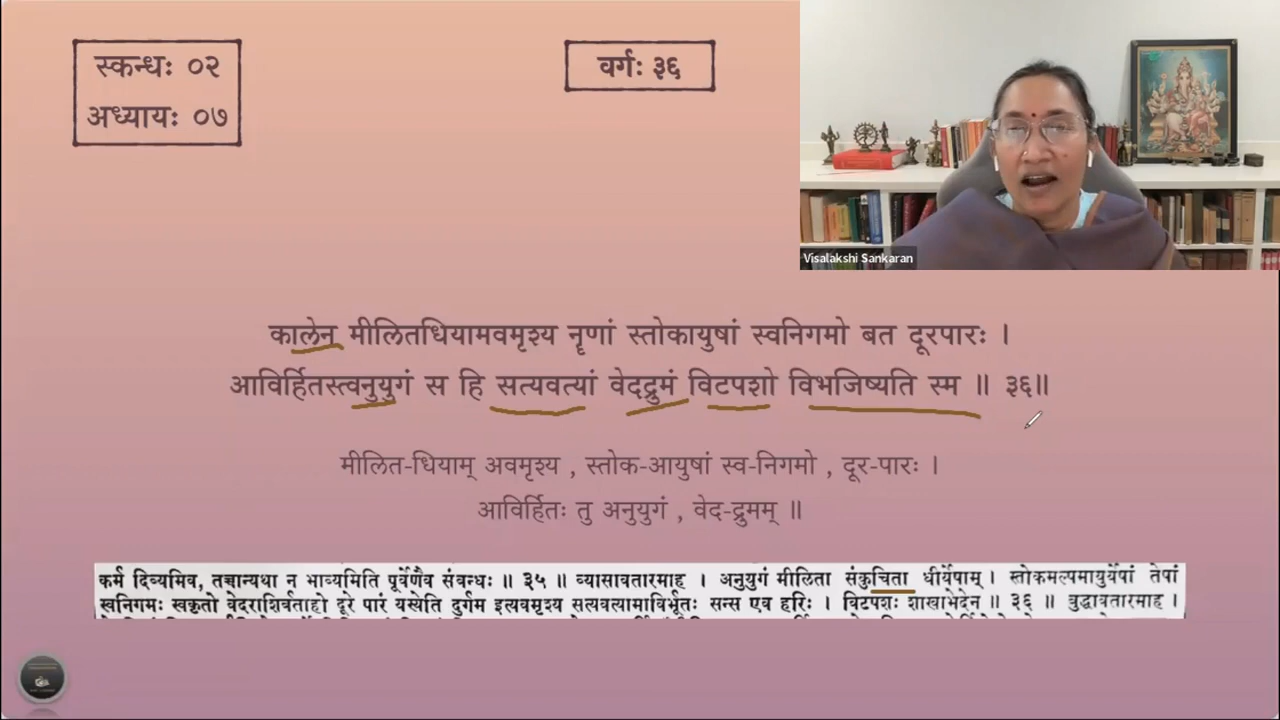 स्कन्धः ०२
अध्यायः ०७
वर्गः ३६
Visalakshi Sankaran
कालेन मीलितधियामवमृश्य नॄणां स्तोकायुषां स्वनिगमो बत दूरपारः ।
आविर्हितस्त्वनुयुगं स हि सत्यवत्यां वेदद्रुमं विटपशो विभजिष्यति स्म ॥ ३६॥
मीलित-धियाम् अवमृश्य , स्तोक-आयुषां स्व-निगमो , दूर-पारः ।
आविर्हितः तु अनुयुगं , वेद-द्रुमम् ॥
कर्म दिव्यमिव, तच्चान्यथा न भाव्यमिति पूर्वेणैव संबन्धः ॥ ३५ ॥ व्यासावतारमाह । अनुयुगं मीलिता संकुचिता धीर्येषाम् । स्तोकमल्पमायुर्येषां तेषां
स्वनिगमः स्वकृतो वेदराशिर्बताहो दूरे पारं यस्येति दुर्गम इत्यवमृश्य सत्यवत्यामाविर्भूतः सन्स एव हरिः । विटपशः शाखाभेदेन ॥ ३६ ॥ बुद्धावतारमाह ।